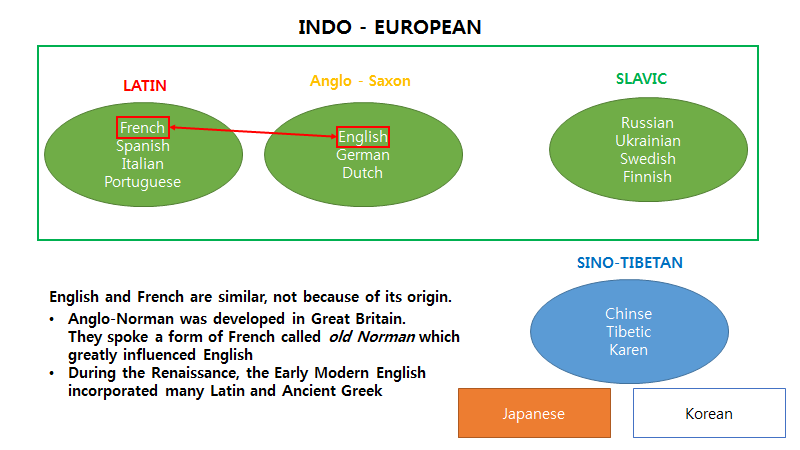 INDO - EUROPEAN
LATIN
French
Spanish
Italian
Portuguese
Anglo - Saxon
English
German
Dutch
SLAVIC
Russian
Ukrainian
Swedish
Finnish
SINO-TIBETAN
Chinse
Tibetic
Karen
English and French are similar, not because of its origin.
• Anglo-Norman was developed in Great Britain.
They spoke a form of French called old Norman which
greatly influenced English
• During the Renaissance, the Early Modern English
incorporated many Latin and Ancient Greek
Japanese
Korean